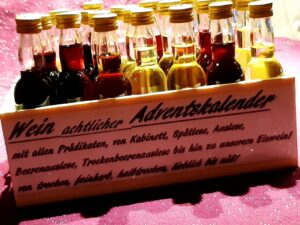 Wein achtlicher Adventskalender
mit allen Prädikaten, von Kabinett, Spätlese, Auslese,
Beerenauslese, Trockenbeerenauslese bis hin zu unserem Eiswein!
von trocken, feinherb, halbtrocken, lieblich bis süß!